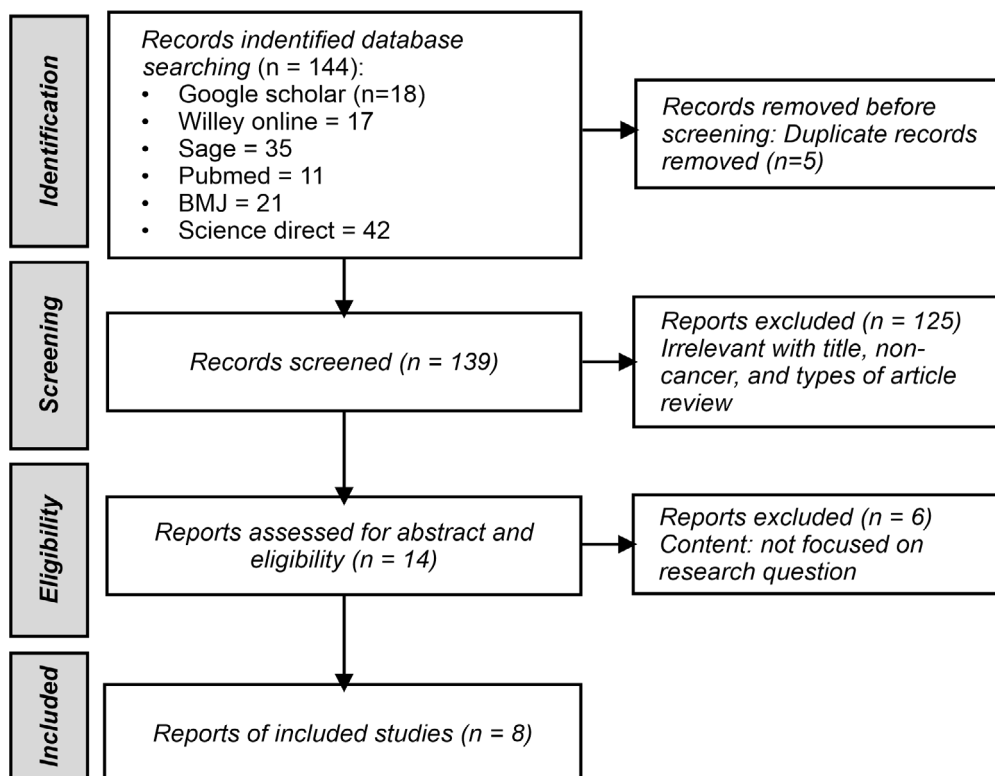 Identification
Records indentified database
searching (n = 144):
• Google scholar (n=18)
• Willey online = 17
• Sage = 35
• Pubmed = 11
• BMJ = 21
• Science direct = 42
Records removed before
screening: Duplicate records
removed (n=5)
Screening
Records screened (n = 139)
Reports excluded (n = 125)
Irrelevant with title, non-
cancer, and types of article
review
Eligibility
Reports assessed for abstract and
eligibility (n = 14)
Reports excluded (n = 6)
Content: not focused on
research question
Included
Reports of included studies (n = 8)